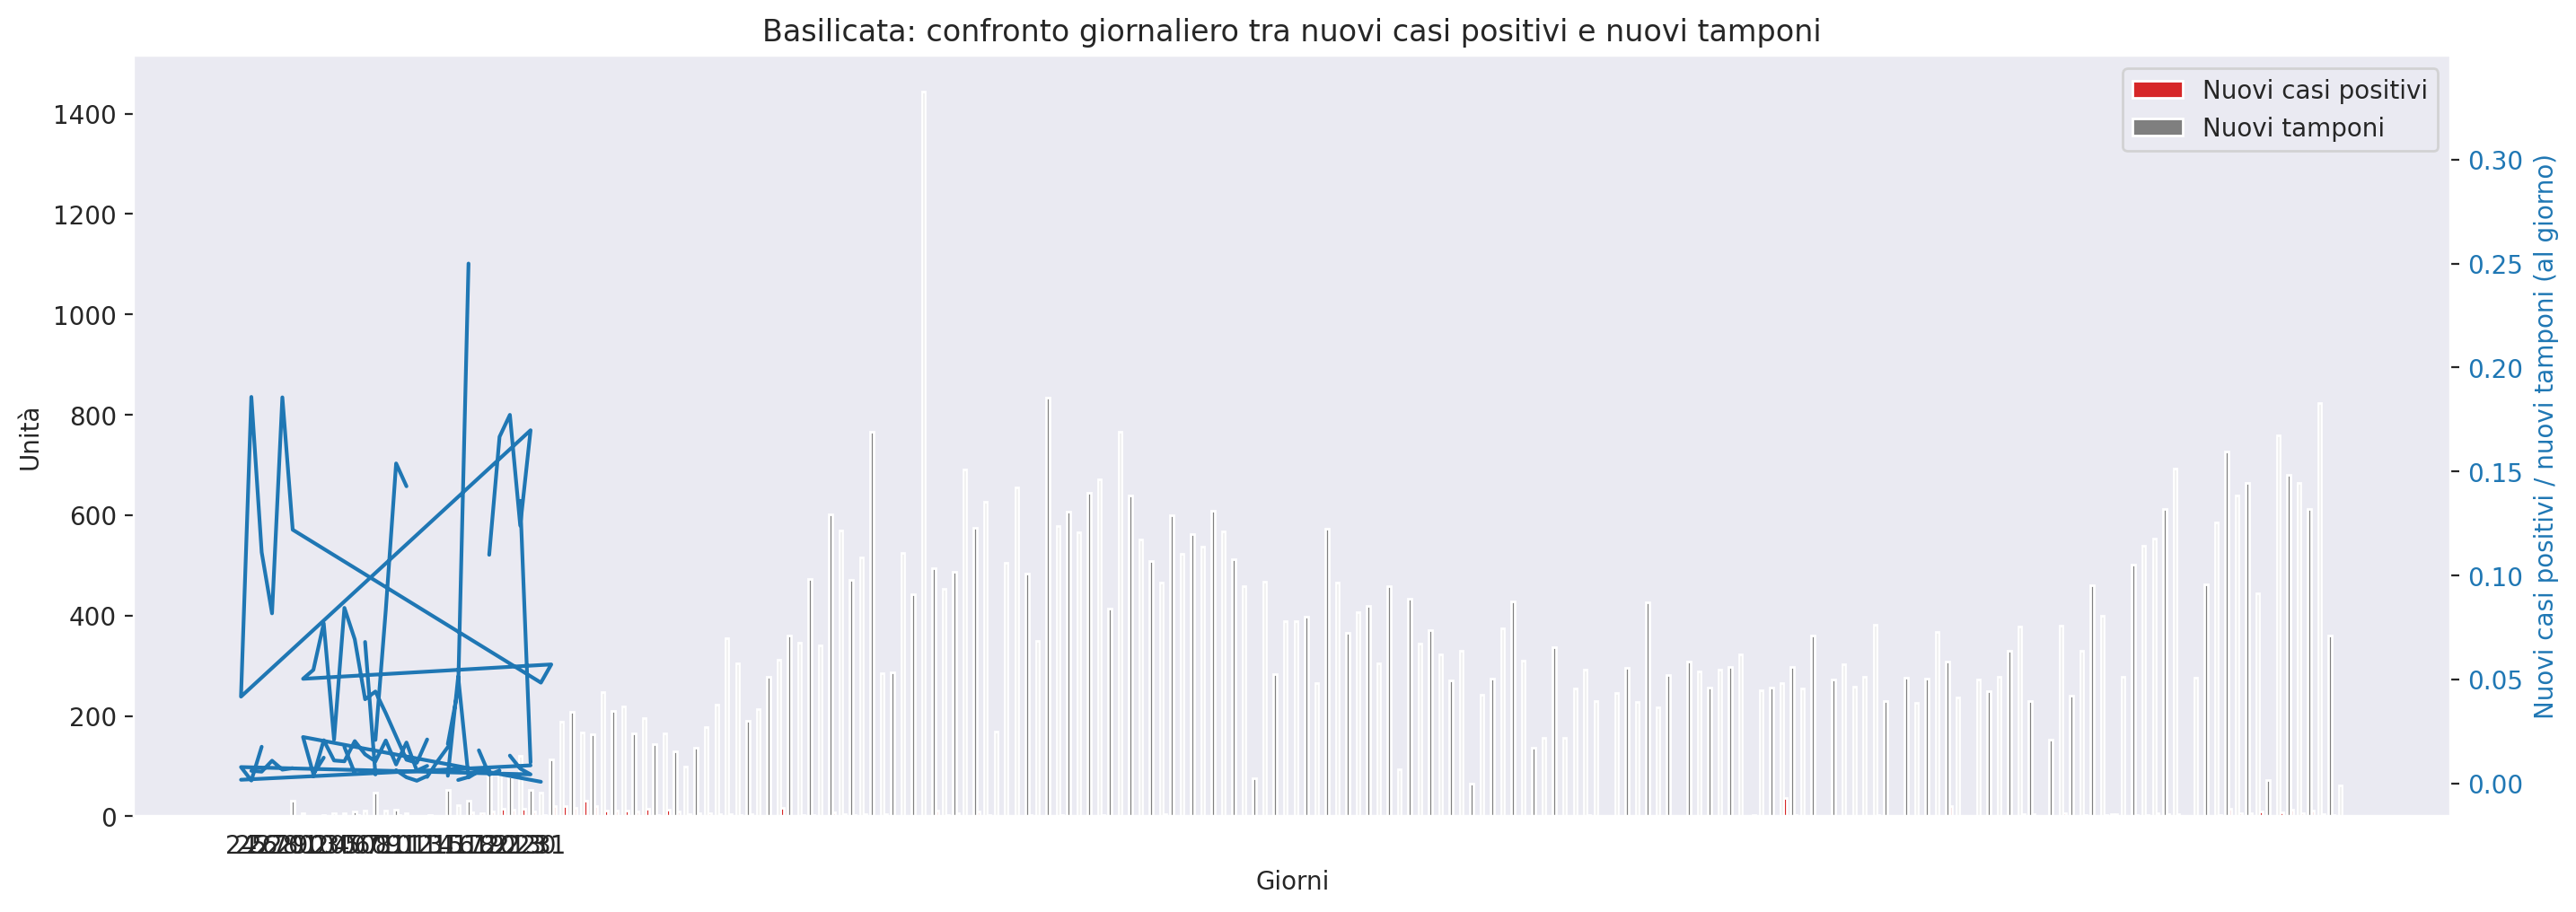 Basilicata: confronto giornaliero tra nuovi casi positivi e nuovi tamponi
Nuovi casi positivi
Nuovi tamponi
1400
1200
1000
800
600
400
200
0
Unità
0.30
0.25
0.20
0.15
0.10
0.05
0.00
Nuovi casi positivi / nuovi tamponi (al giorno)
Giorni